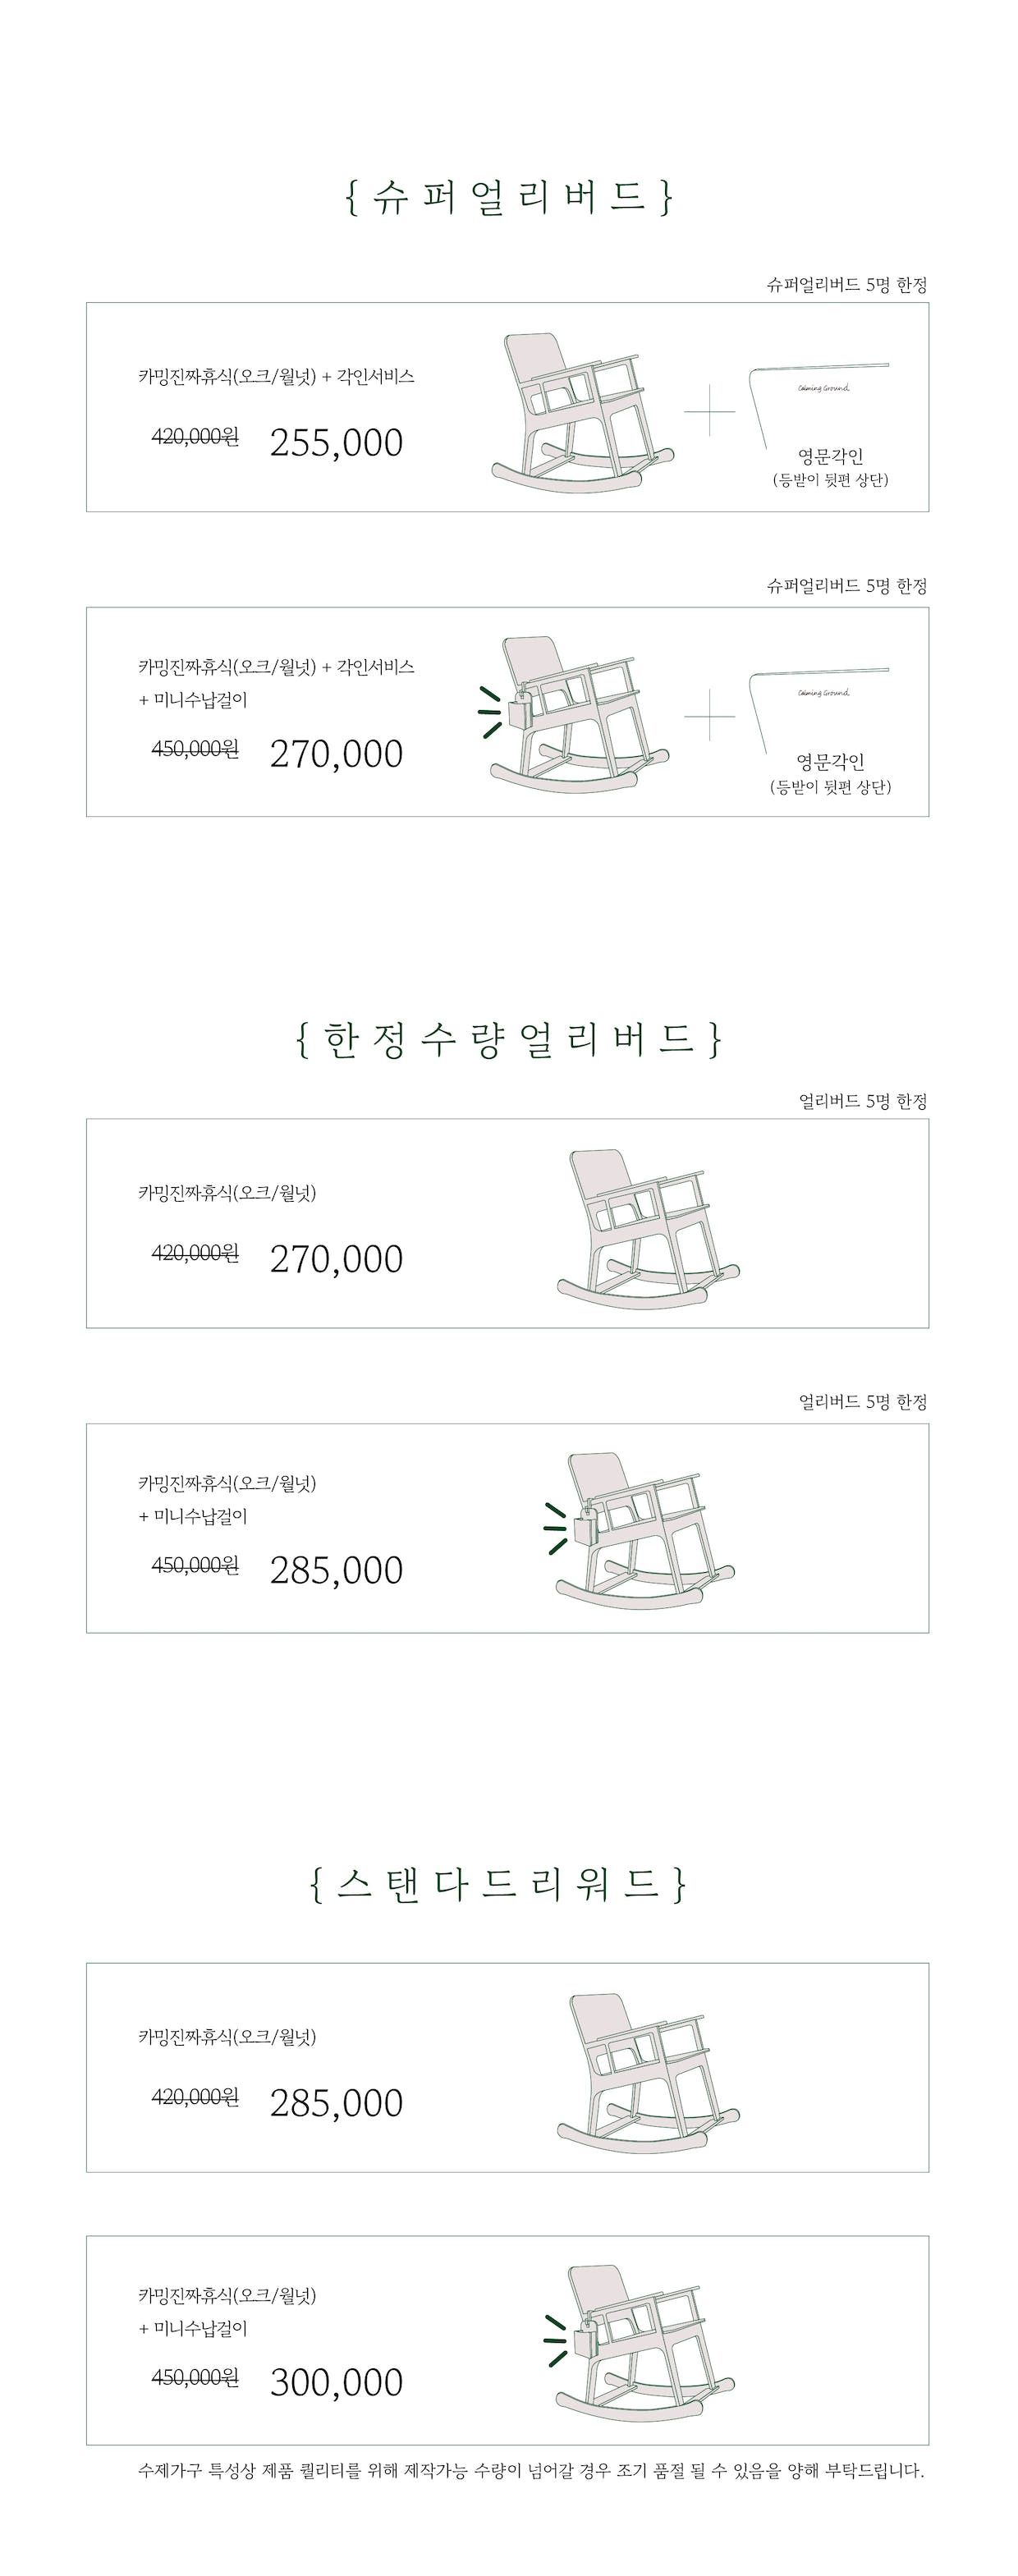 {슈퍼얼리버드}
슈퍼얼리버드 5명 한정
카밍진짜휴식(오크/월넛) + 각인서비스
420,000원 255,000
Calming Ground
영문각인
(등받이 뒷편 상단)
슈퍼얼리버드 5명 한정
카밍진짜휴식(오크/월넛) + 각인서비스
+ 미니수납걸이
450,000원 270,000
Calming Ground
영문각인
(등받이 뒷편 상단)
{한정수량얼리버드}
얼리버드 5명 한정
카밍진짜휴식(오크/월넛)
420,000원 270,000
얼리버드 5명 한정
카밍진짜휴식(오크/월넛)
+ 미니수납걸이
450,000원 285,000
{스탠다드리워드}
카밍진짜휴식(오크/월넛)
420,000원 285,000
카밍진짜휴식(오크/월넛)
+ 미니수납걸이
450,000원 300,000
수제가구 특성상 제품 퀄리티를 위해 제작가능 수량이 넘어갈 경우 조기 품절 될 수 있음을 양해 부탁드립니다.